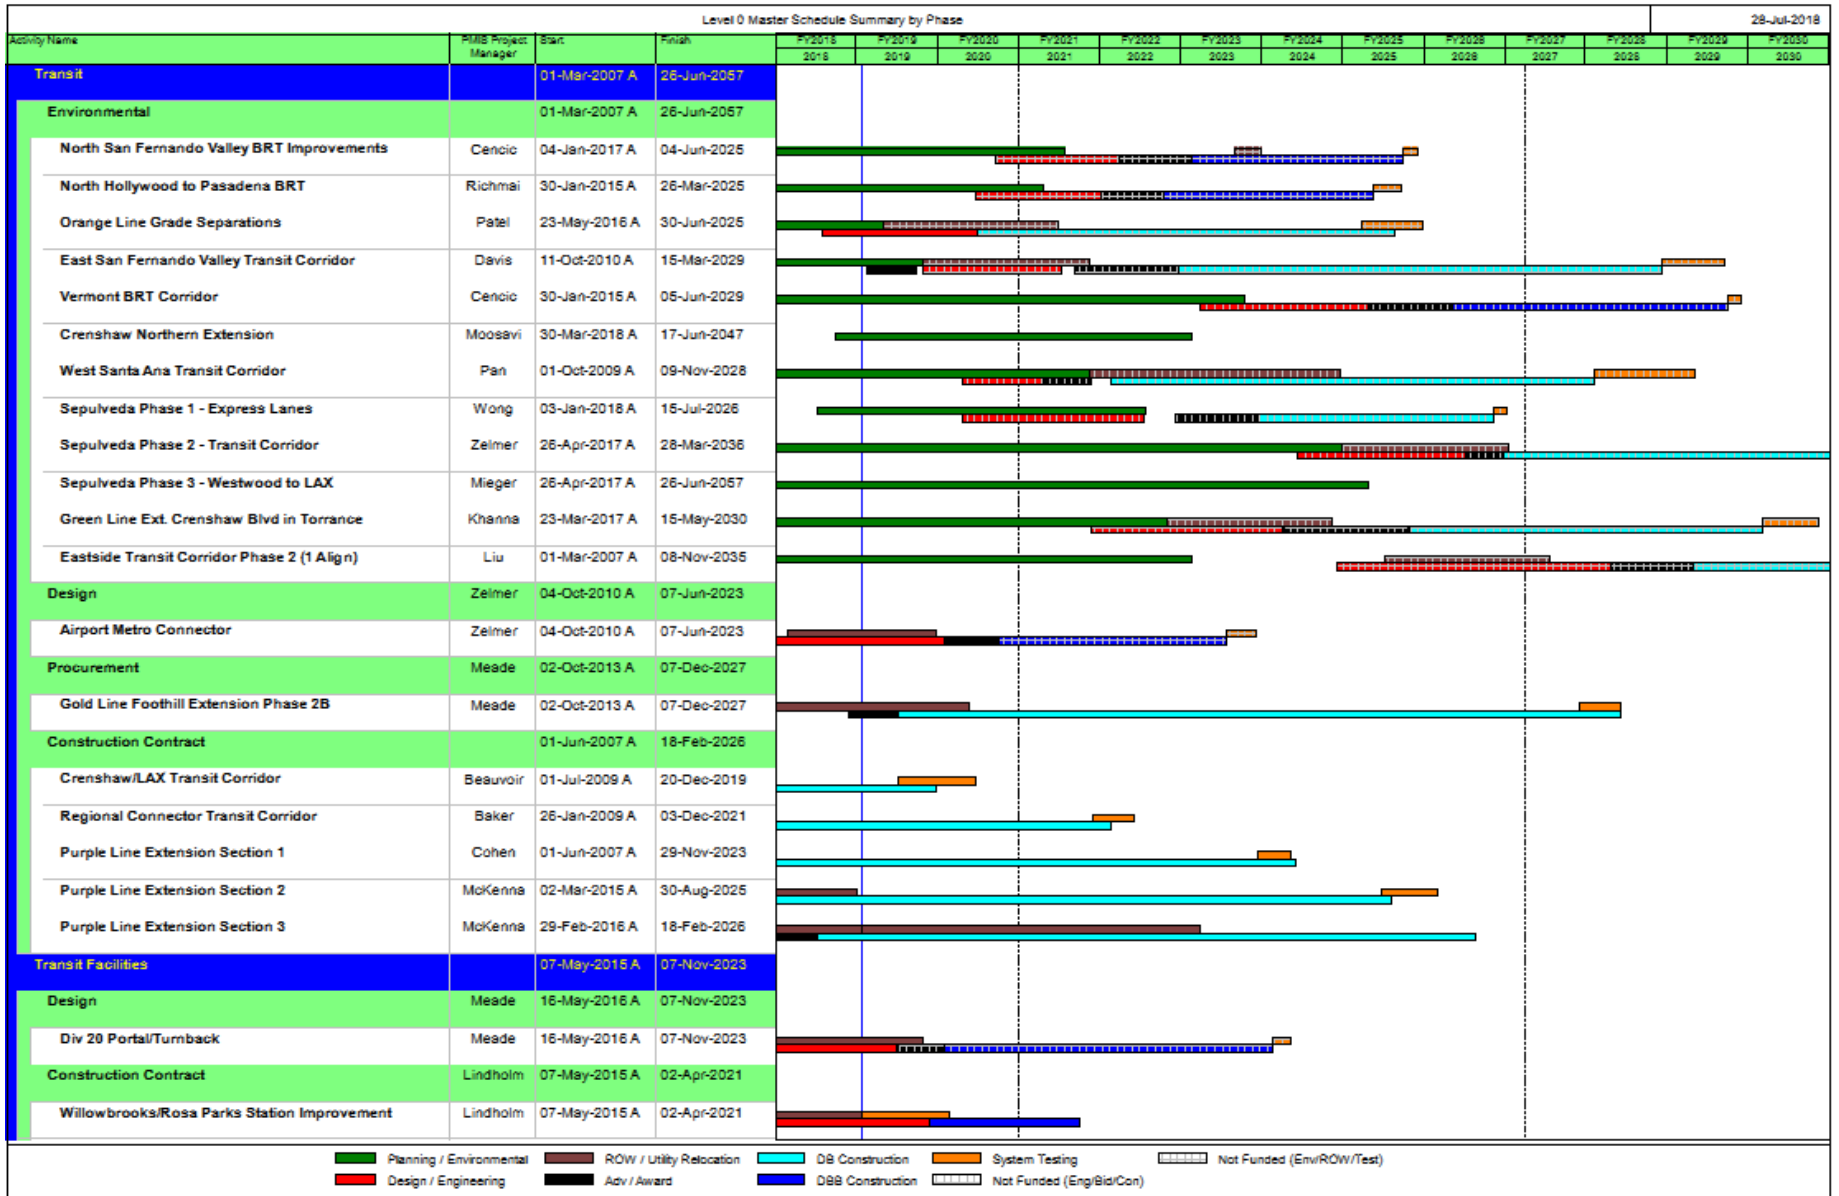 Level 0 Master Schedule Summary by Phase 28-Jul-2018
Activity Name PMIS Project Manager Start Finish FY2018 FY2019 FY2020 FY2021 FY2022 FY2023 FY2024 FY2025 FY2026 FY2027 FY2028 FY2029 FY2030
2018 2019 2020 2021 2022 2023 2024 2025 2026 2027 2028 2029 2030
Transit 01-Mar-2007 A 26-Jun-2057
Environmental 01-Mar-2007 A 26-Jun-2057
North San Fernando Valley BRT Improvements Cencic 04-Jan-2017 A 04-Jun-2025
North Hollywood to Pasadena BRT Richmai 30-Jan-2015 A 26-Mar-2025
Orange Line Grade Separations Patel 23-May-2016 A 30-Jun-2025
East San Fernando Valley Transit Corridor Davis 11-Oct-2010 A 15-Mar-2029
Vermont BRT Corridor Cencic 30-Jan-2015 A 05-Jun-2029
Crenshaw Northern Extension Moosavi 30-Mar-2018 A 17-Jun-2047
West Santa Ana Transit Corridor Pan 01-Oct-2009 A 09-Nov-2028
Sepulveda Phase 1 - Express Lanes Wong 03-Jan-2018 A 15-Jul-2026
Sepulveda Phase 2 - Transit Corridor Zelmer 26-Apr-2017 A 28-Mar-2036
Sepulveda Phase 3 - Westwood to LAX Mieger 26-Apr-2017 A 26-Jun-2057
Green Line Ext. Crenshaw Blvd in Torrance Khanna 23-Mar-2017 A 15-May-2030
Eastside Transit Corridor Phase 2 (1 Align) Liu 01-Mar-2007 A 08-Nov-2035
Design Zelmer 04-Oct-2010 A 07-Jun-2023
Airport Metro Connector Zelmer 04-Oct-2010 A 07-Jun-2023
Procurement Meade 02-Oct-2013 A 07-Dec-2027
Gold Line Foothill Extension Phase 2B Meade 02-Oct-2013 A 07-Dec-2027
Construction Contract 01-Jun-2007 A 18-Feb-2026
Crenshaw/LAX Transit Corridor Beauvoir 01-Jul-2009 A 20-Dec-2019
Regional Connector Transit Corridor Baker 26-Jan-2009 A 03-Dec-2021
Purple Line Extension Section 1 Cohen 01-Jun-2007 A 29-Nov-2023
Purple Line Extension Section 2 McKenna 02-Mar-2015 A 30-Aug-2025
Purple Line Extension Section 3 McKenna 29-Feb-2016 A 18-Feb-2026
Transit Facilities 07-May-2015 A 07-Nov-2023
Design Meade 16-May-2016 A 07-Nov-2023
Div 20 Portal/Turnback Meade 16-May-2016 A 07-Nov-2023
Construction Contract Lindholm 07-May-2015 A 02-Apr-2021
Willowbrooks/Rosa Parks Station Improvement Lindholm 07-May-2015 A 02-Apr-2021
Planning / Environmental ROW / Utility Relocation DB Construction System Testing Not Funded (Env/ROW/Test)
Design / Engineering Adv / Award DBB Construction Not Funded (Eng/Bid/Con)